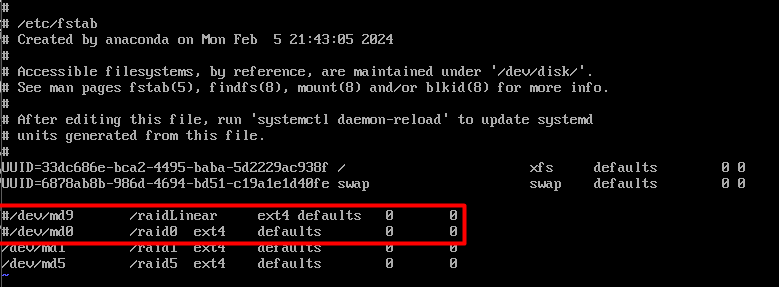 #
# /etc/fstab
# Created by anaconda on Mon Feb  5 21:43:05 2024
#
# Accessible filesystems, by reference, are maintained under '/dev/disk/'.
# See man pages fstab(5), findfs(8), mount(8) and/or blkid(8) for more info.
#
# After editing this file, run 'systemctl daemon-reload' to update systemd
# units generated from this file.
#
UUID=33dc686e-bca2-4495-baba-5d2229ac938f /                       xfs     defaults        0 0
UUID=6878ab8b-986d-4694-bd51-c19a1e1d40fe swap                    swap    defaults        0 0
#/dev/md9       /raidLinear     ext4 defaults   0       0
#/dev/md0       /raid0  ext4    defaults        0       0
/dev/md1        /raid1  ext4    defaults        0       0
/dev/md5        /raid5  ext4    defaults        0       0
~